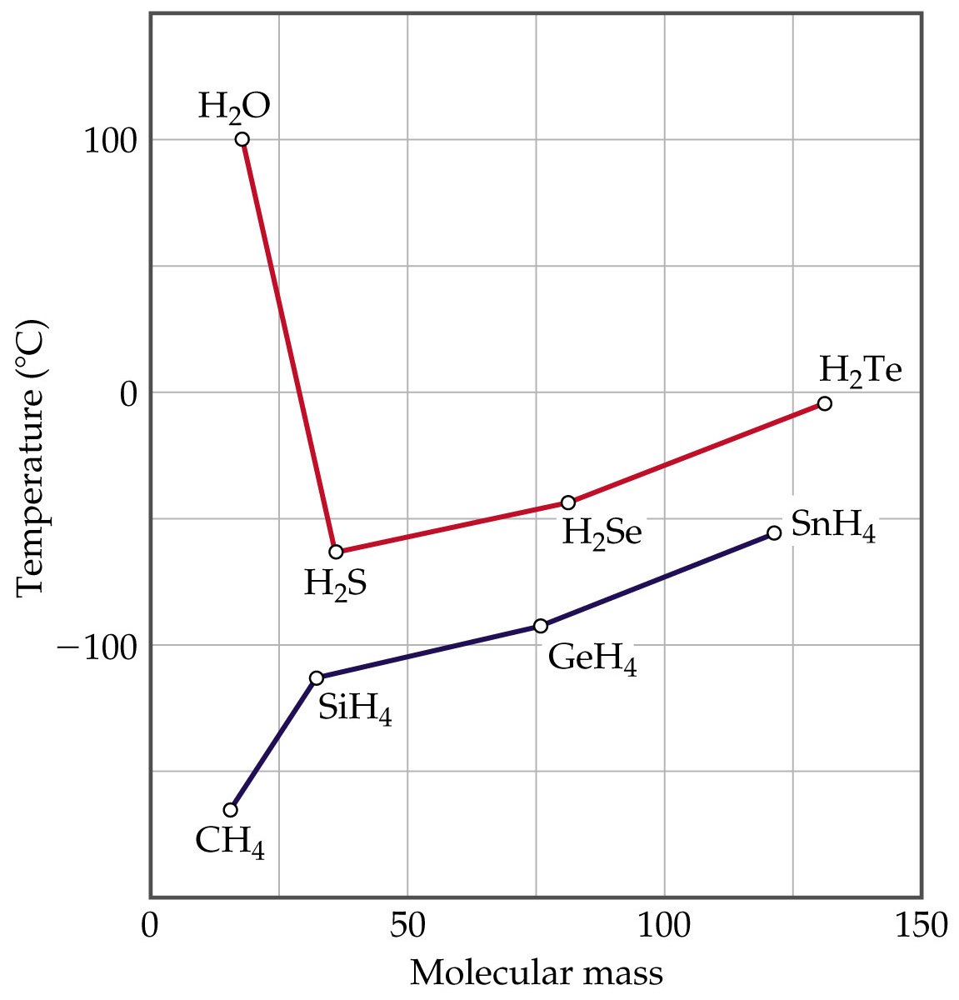 H₂O
100
H₂Te
0
SnH₄
H₂Se
H₂S
−100
GeH₄
SiH₄
CH₄
Temperature (°C)
0 50 100 150
Molecular mass